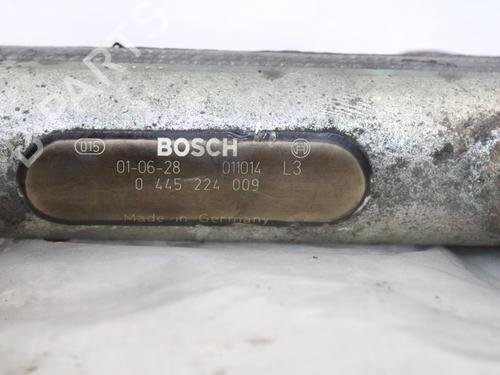 015 BOSCH
01-06-28 011014 L3
0 445 224 009
Made in Germany